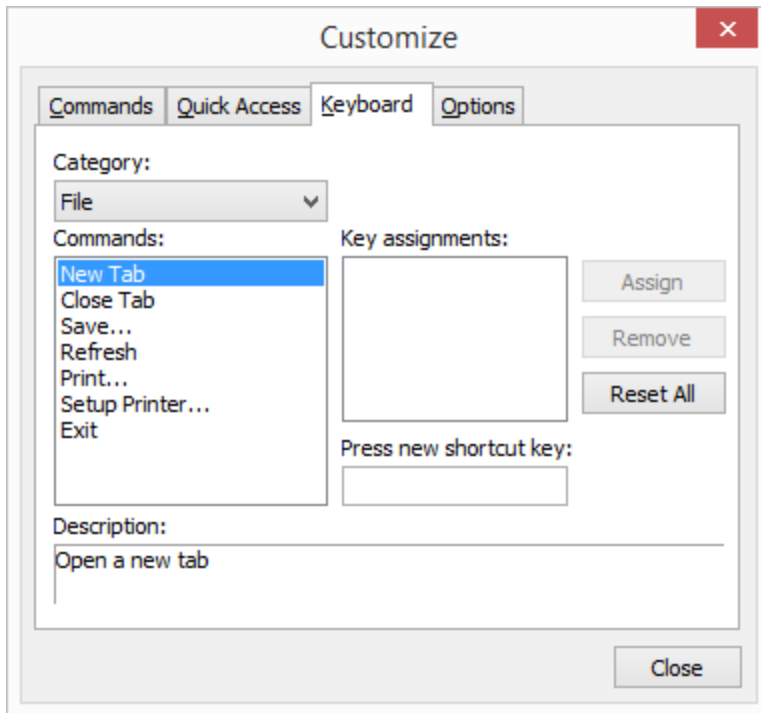 Customize
Commands Quick Access Keyboard Options
Category:
File
Commands: Key assignments:
New Tab
Close Tab
Save...
Refresh
Print...
Setup Printer...
Exit
Assign
Remove
Reset All
Press new shortcut key:
Description:
Open a new tab
Close